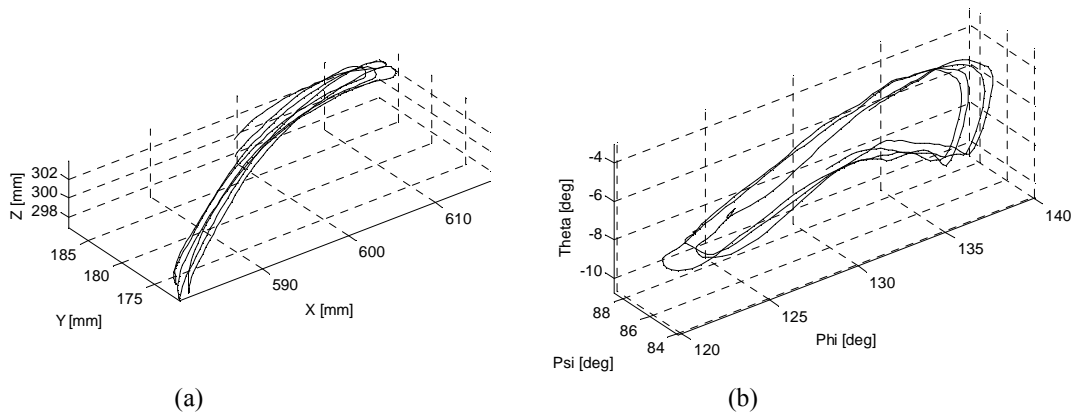 302
300
298
Z [mm]
185
180
175
Y [mm]
590
600
610
X [mm]
(a)
-4
-6
-8
-10
Theta [deg]
88
86
84
Psi [deg]
120
125
130
135
140
Phi [deg]
(b)